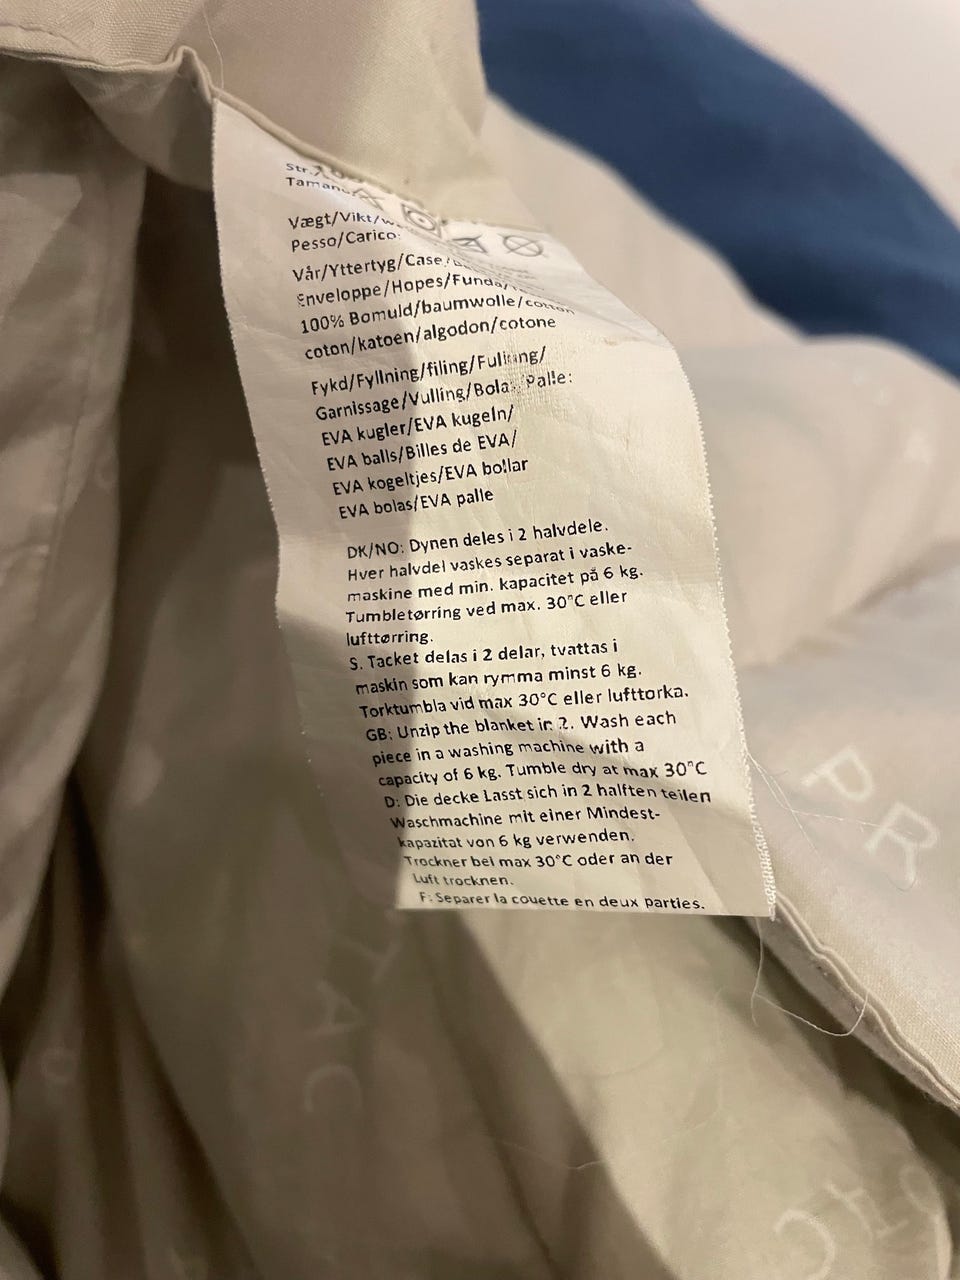 Str.
Vægt/Vikt/
Pesso/Carico:
Vår/Yttertyg/Case/
Enveloppe/Hopes/Funda/
100% Bomuld/baumwolle/cotton
coton/katoen/algodon/cotone
Fykd/Fyllning/filing/
Garnissage/Vulling/Bola Palle:
EVA kugler/EVA kugeln/
EVA balls/Billes de EVA/
EVA kogeltjes/EVA bollar
EVA bolas/EVA palle
DK/NO: Dynen deles i 2 halvdele.
Hver halvdel vaskes separat i vaske-
maskine med min. kapacitet på 6 kg.
Tumbletørring ved max. 30°C eller
lufttørring.
S. Tacket delas i 2 delar, tvattas i
maskin som kan rymma minst 6 kg.
Torktumbla vid max 30°C eller lufttorka.
GB: Unzip the blanket in 2. Wash each
piece in a washing machine with a
capacity of 6 kg. Tumble dry at max 30°C
D: Die decke Lasst sich in 2 halften teilen
Waschmachine mit einer Mindest-
kapazitat von 6 kg verwenden.
Trockner bei max 30°C oder an der
Luft trocknen.
F: Separer la couette en deux parties.
PR
AC